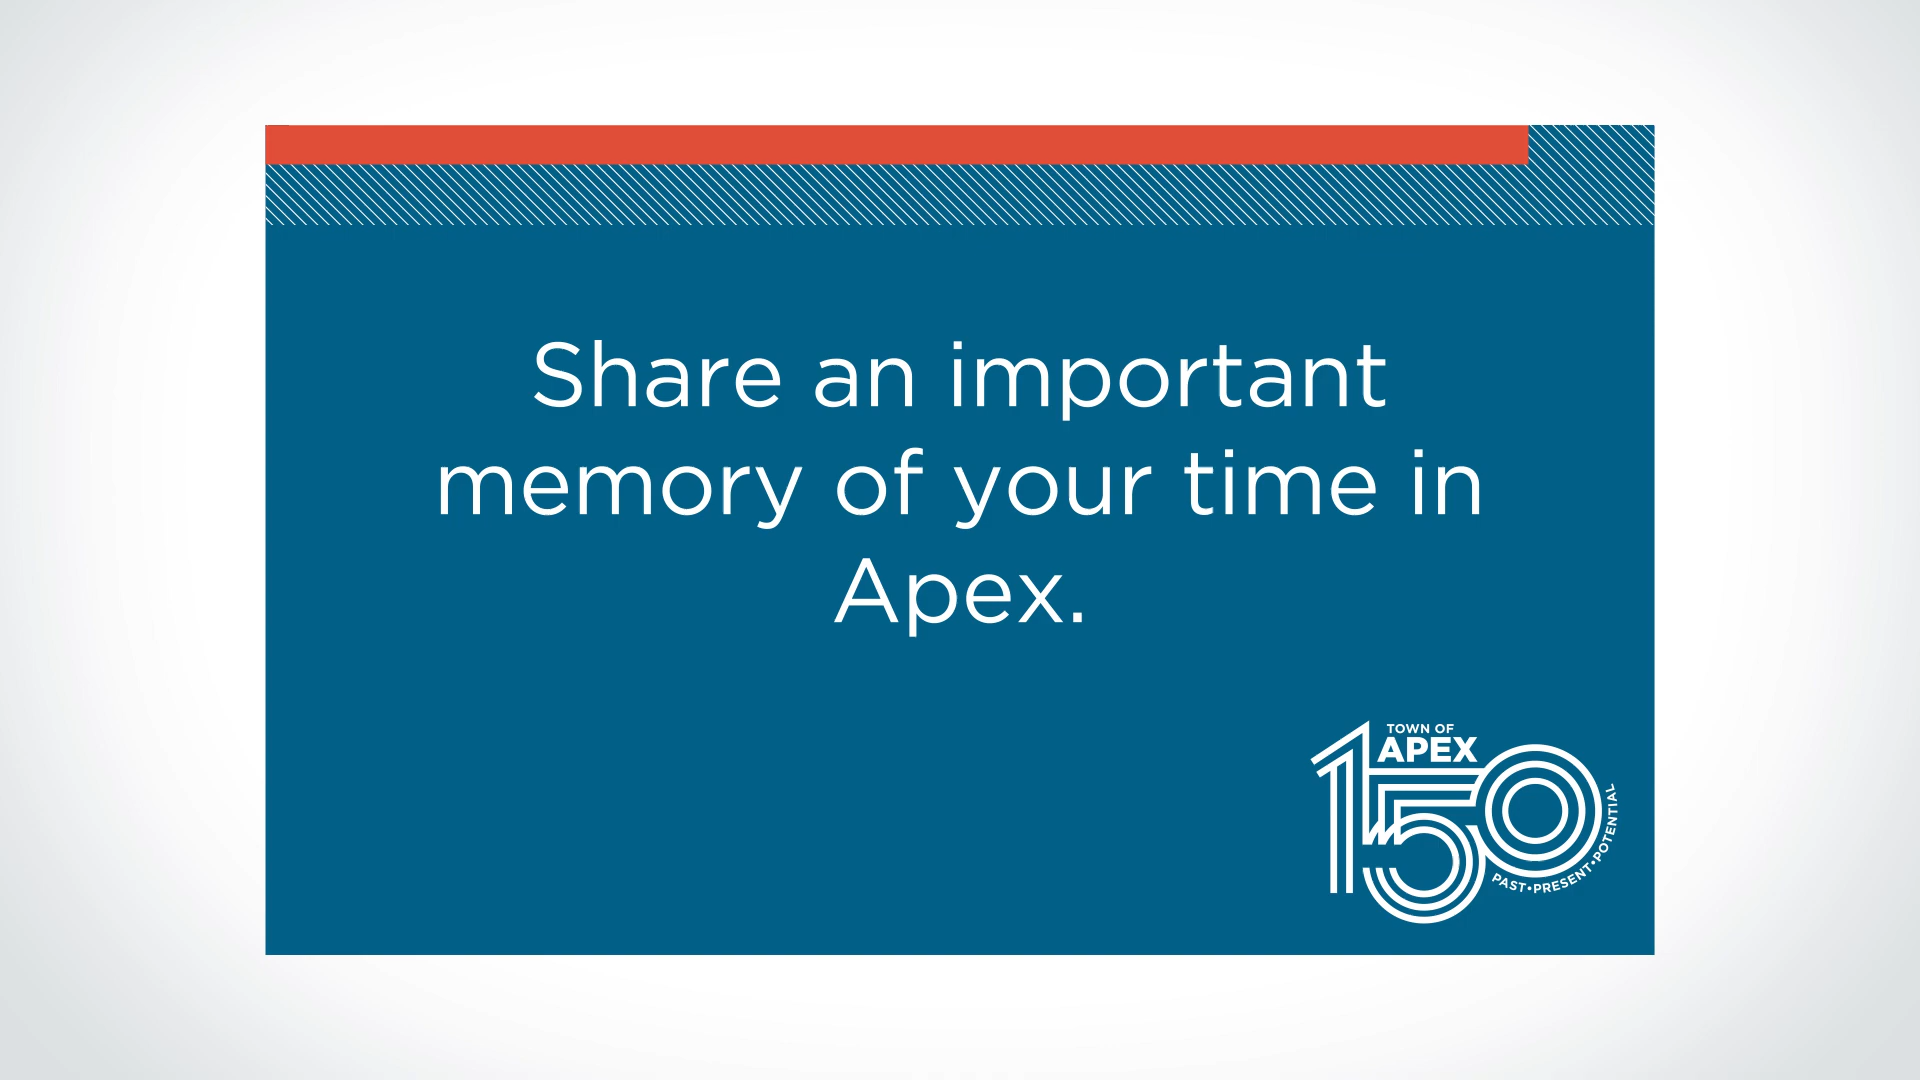 Share an important
memory of your time in
Apex.
TOWN OF
APEX
150
PAST•PRESENT•POTENTIAL